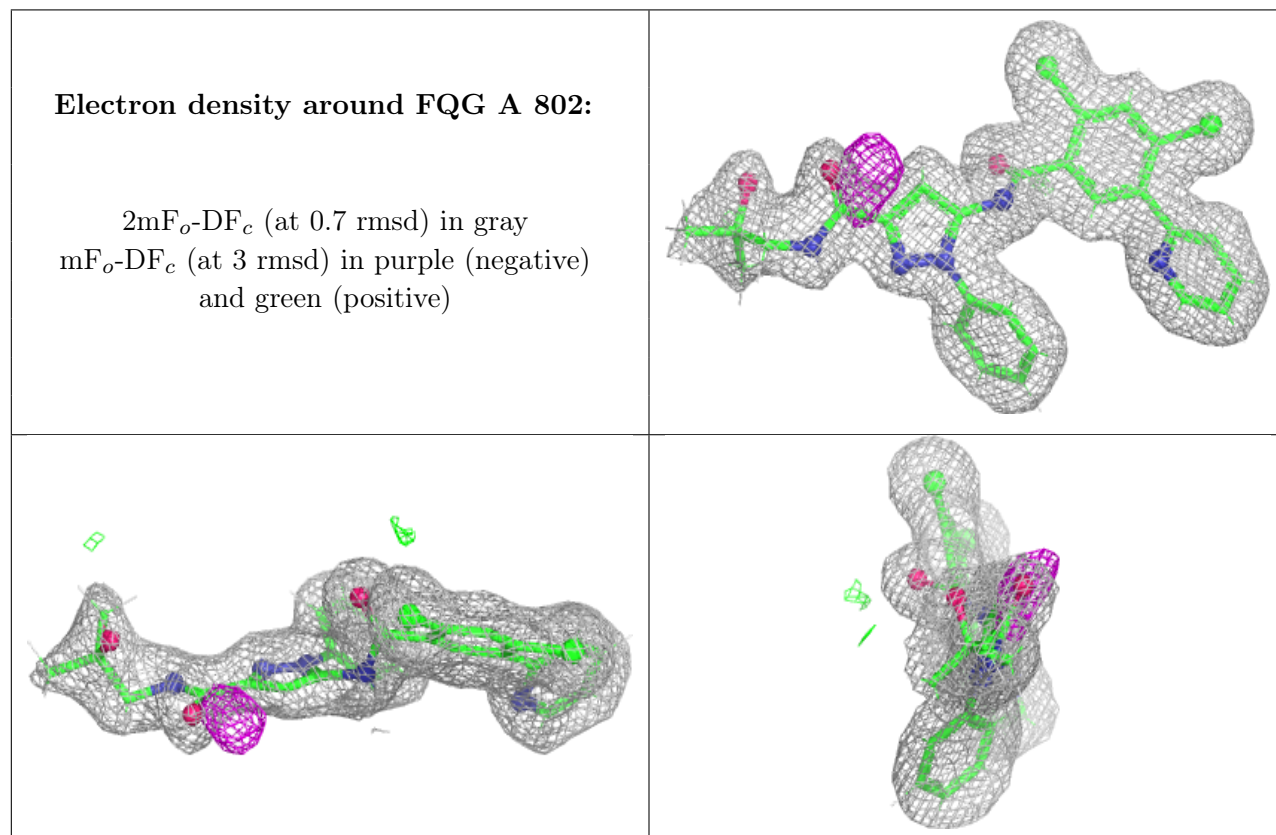 Electron density around FQG A 802:
2mFo-DFc (at 0.7 rmsd) in gray
mFo-DFc (at 3 rmsd) in purple (negative)
and green (positive)